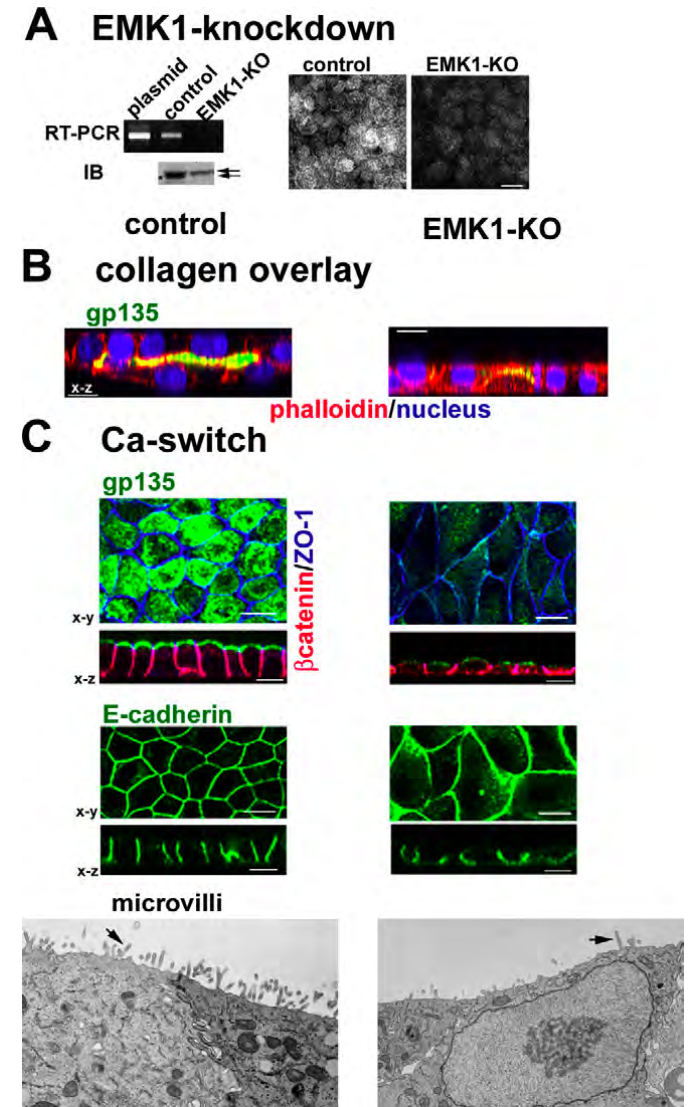 A EMK1-knockdown
plasmid
control
EMK1-KO
RT-PCR
IB
control EMK1-KO
control EMK1-KO
B collagen overlay
gp135
x-z
phalloidin/nucleus
C Ca-switch
gp135
x-y
x-z
βcatenin/ZO-1
E-cadherin
x-y
x-z
microvilli